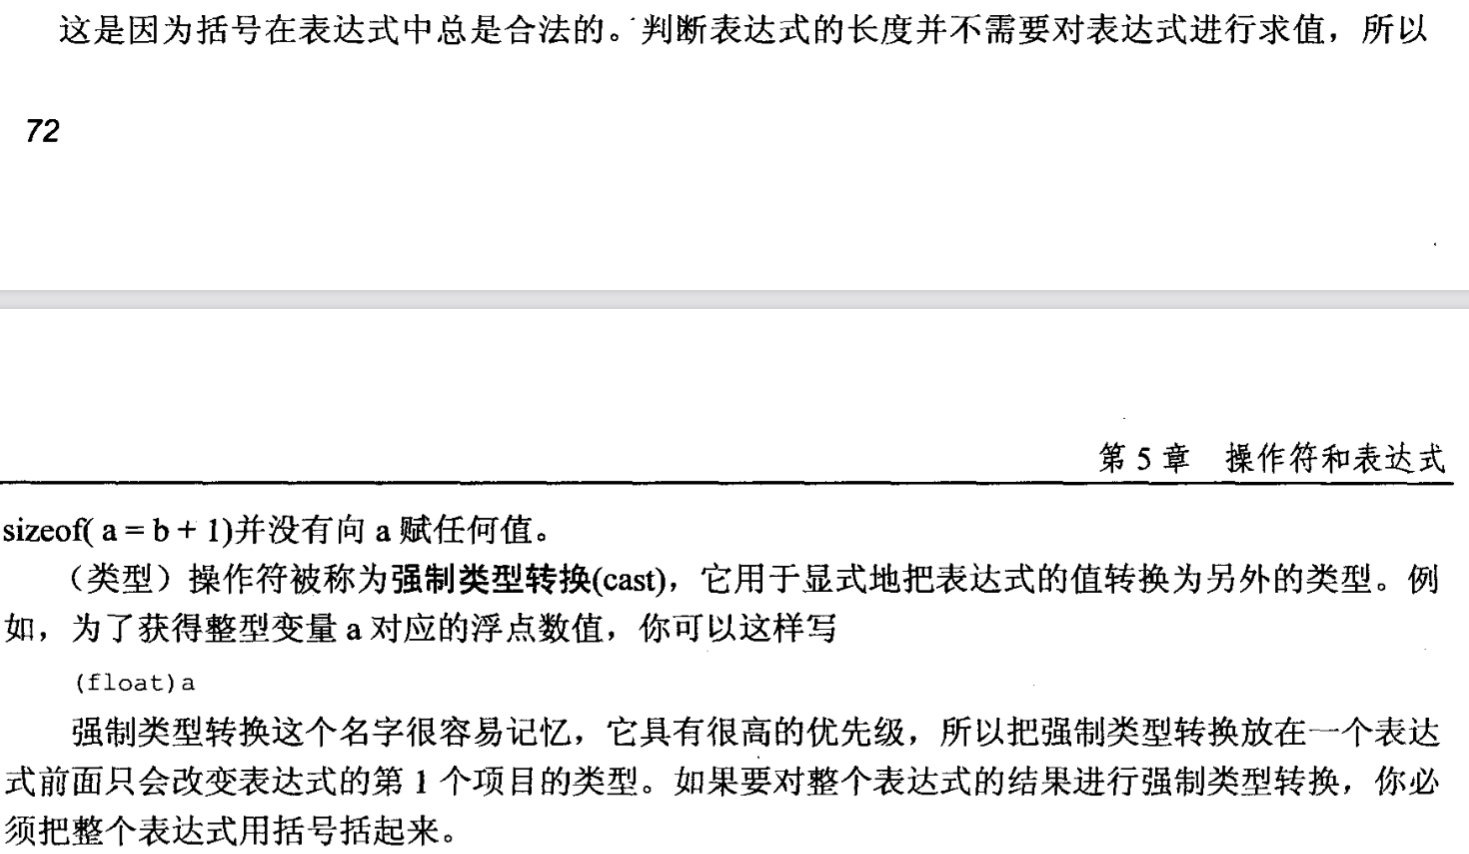 这是因为括号在表达式中总是合法的。判断表达式的长度并不需要对表达式进行求值，所以
72
第 5 章 操作符和表达式
sizeof( a = b + 1)并没有向 a 赋任何值。
（类型）操作符被称为强制类型转换(cast)，它用于显式地把表达式的值转换为另外的类型。例
如，为了获得整型变量 a 对应的浮点数值，你可以这样写
(float)a
强制类型转换这个名字很容易记忆，它具有很高的优先级，所以把强制类型转换放在一个表达
式前面只会改变表达式的第 1 个项目的类型。如果要对整个表达式的结果进行强制类型转换，你必
须把整个表达式用括号括起来。